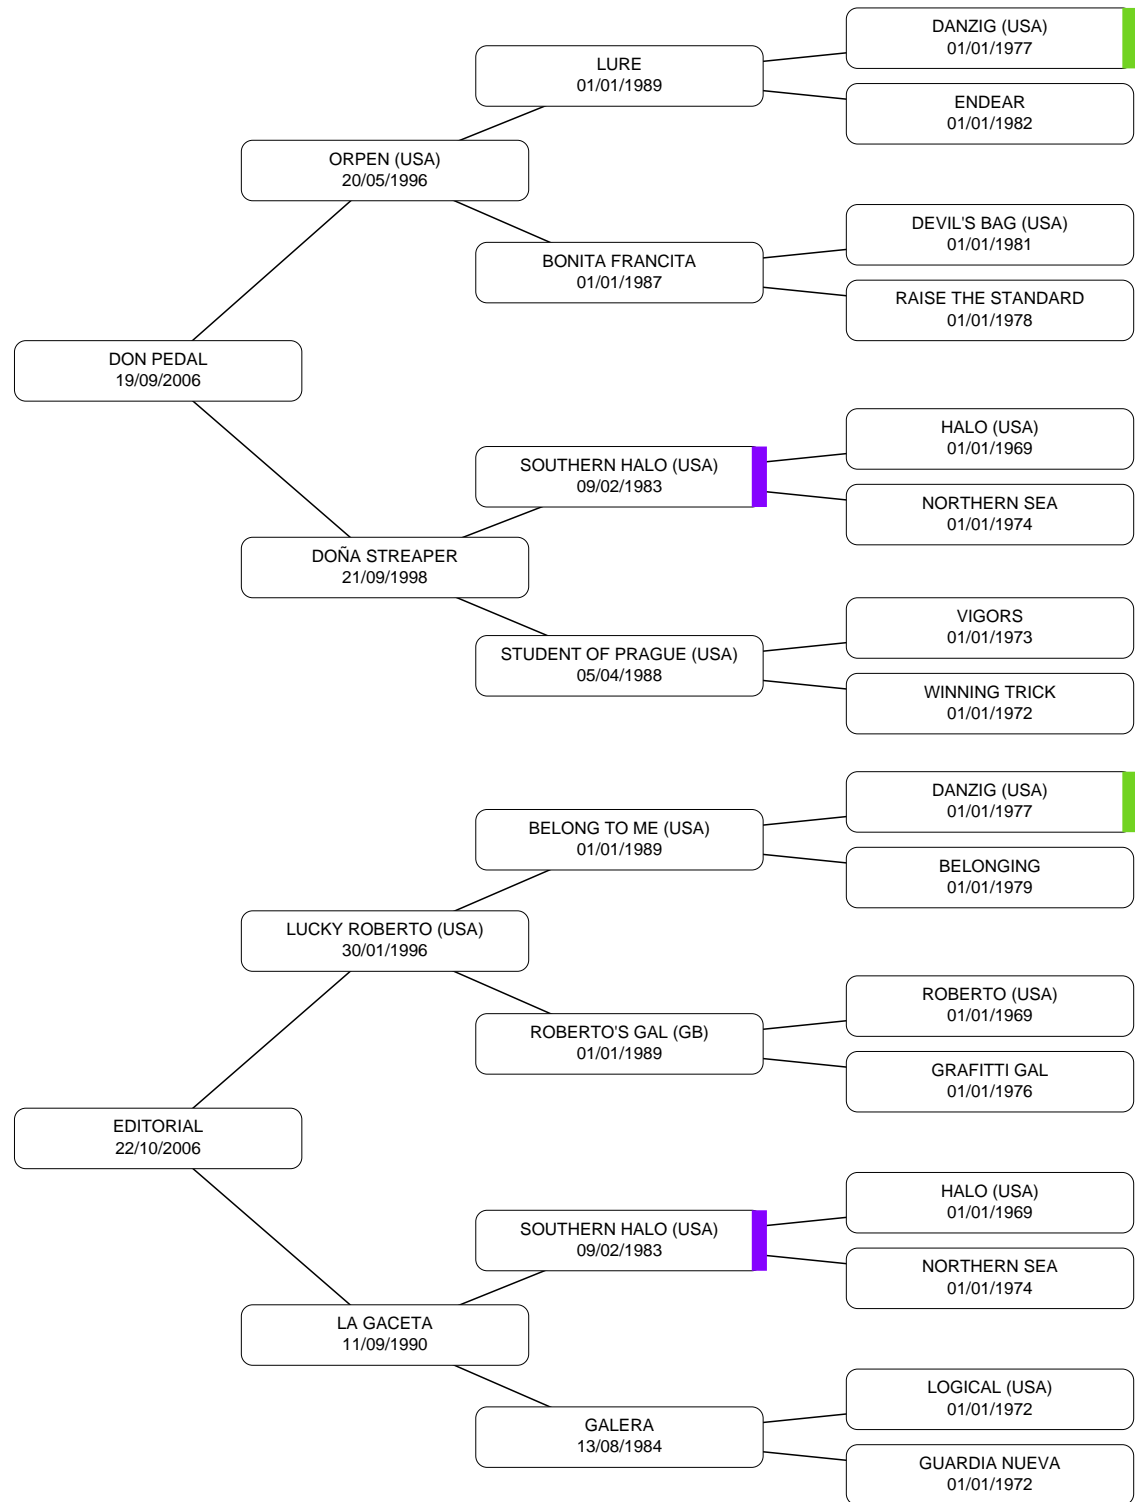 DANZIG (USA)
01/01/1977
LURE
01/01/1989
ENDEAR
01/01/1982
ORPEN (USA)
20/05/1996
DEVIL'S BAG (USA)
01/01/1981
BONITA FRANCITA
01/01/1987
RAISE THE STANDARD
01/01/1978
DON PEDAL
19/09/2006
HALO (USA)
01/01/1969
SOUTHERN HALO (USA)
09/02/1983
NORTHERN SEA
01/01/1974
DOÑA STREAPER
21/09/1998
VIGORS
01/01/1973
STUDENT OF PRAGUE (USA)
05/04/1988
WINNING TRICK
01/01/1972
DANZIG (USA)
01/01/1977
BELONG TO ME (USA)
01/01/1989
BELONGING
01/01/1979
LUCKY ROBERTO (USA)
30/01/1996
ROBERTO (USA)
01/01/1969
ROBERTO'S GAL (GB)
01/01/1989
GRAFITTI GAL
01/01/1976
EDITORIAL
22/10/2006
HALO (USA)
01/01/1969
SOUTHERN HALO (USA)
09/02/1983
NORTHERN SEA
01/01/1974
LA GACETA
11/09/1990
LOGICAL (USA)
01/01/1972
GALERA
13/08/1984
GUARDIA NUEVA
01/01/1972